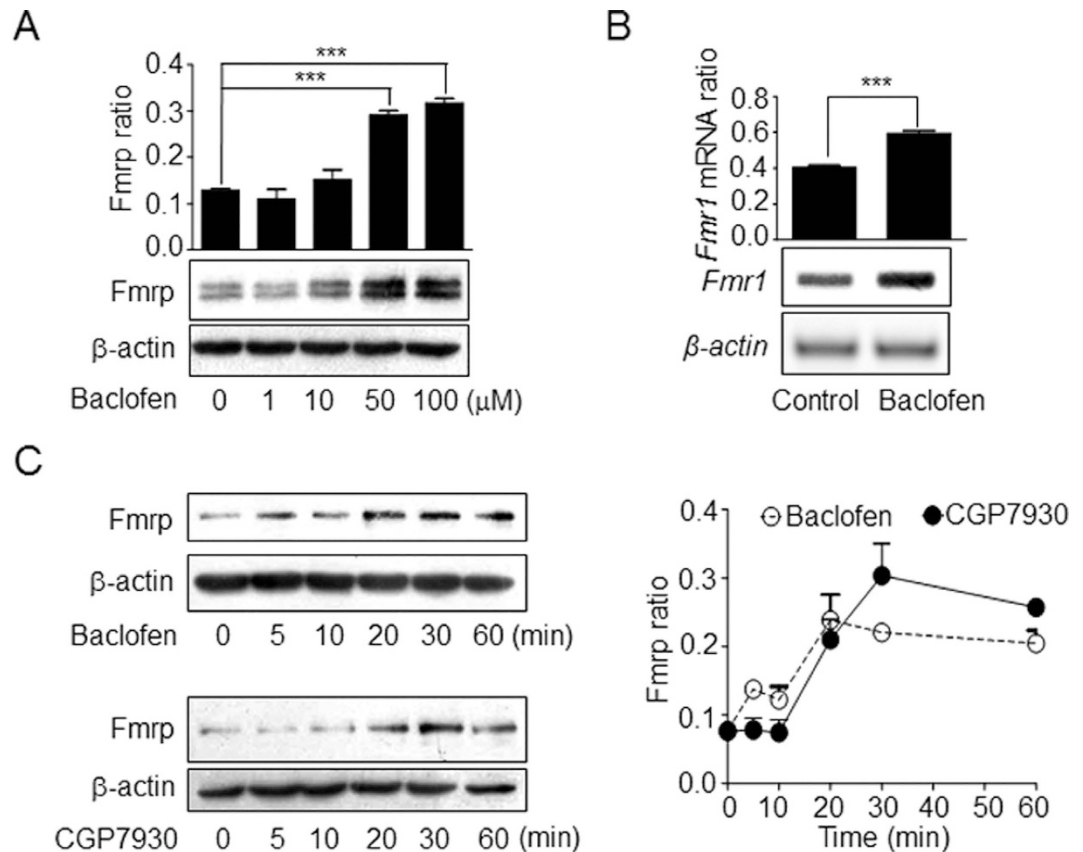 A
***
***
0.4
0.3
0.2
0.1
0.0
Fmrp ratio
Fmrp
β-actin
Baclofen 0 1 10 50 100 (μM)
B
***
0.8
0.6
0.4
0.2
0.0
Fmr1 mRNA ratio
Fmr1
β-actin
Control Baclofen
C
Fmrp
β-actin
Baclofen 0 5 10 20 30 60 (min)
Fmrp
β-actin
CGP7930 0 5 10 20 30 60 (min)
Baclofen CGP7930
0.4
0.3
0.2
0.1
0.0
Fmrp ratio
0 10 20 30 40 50 60
Time (min)